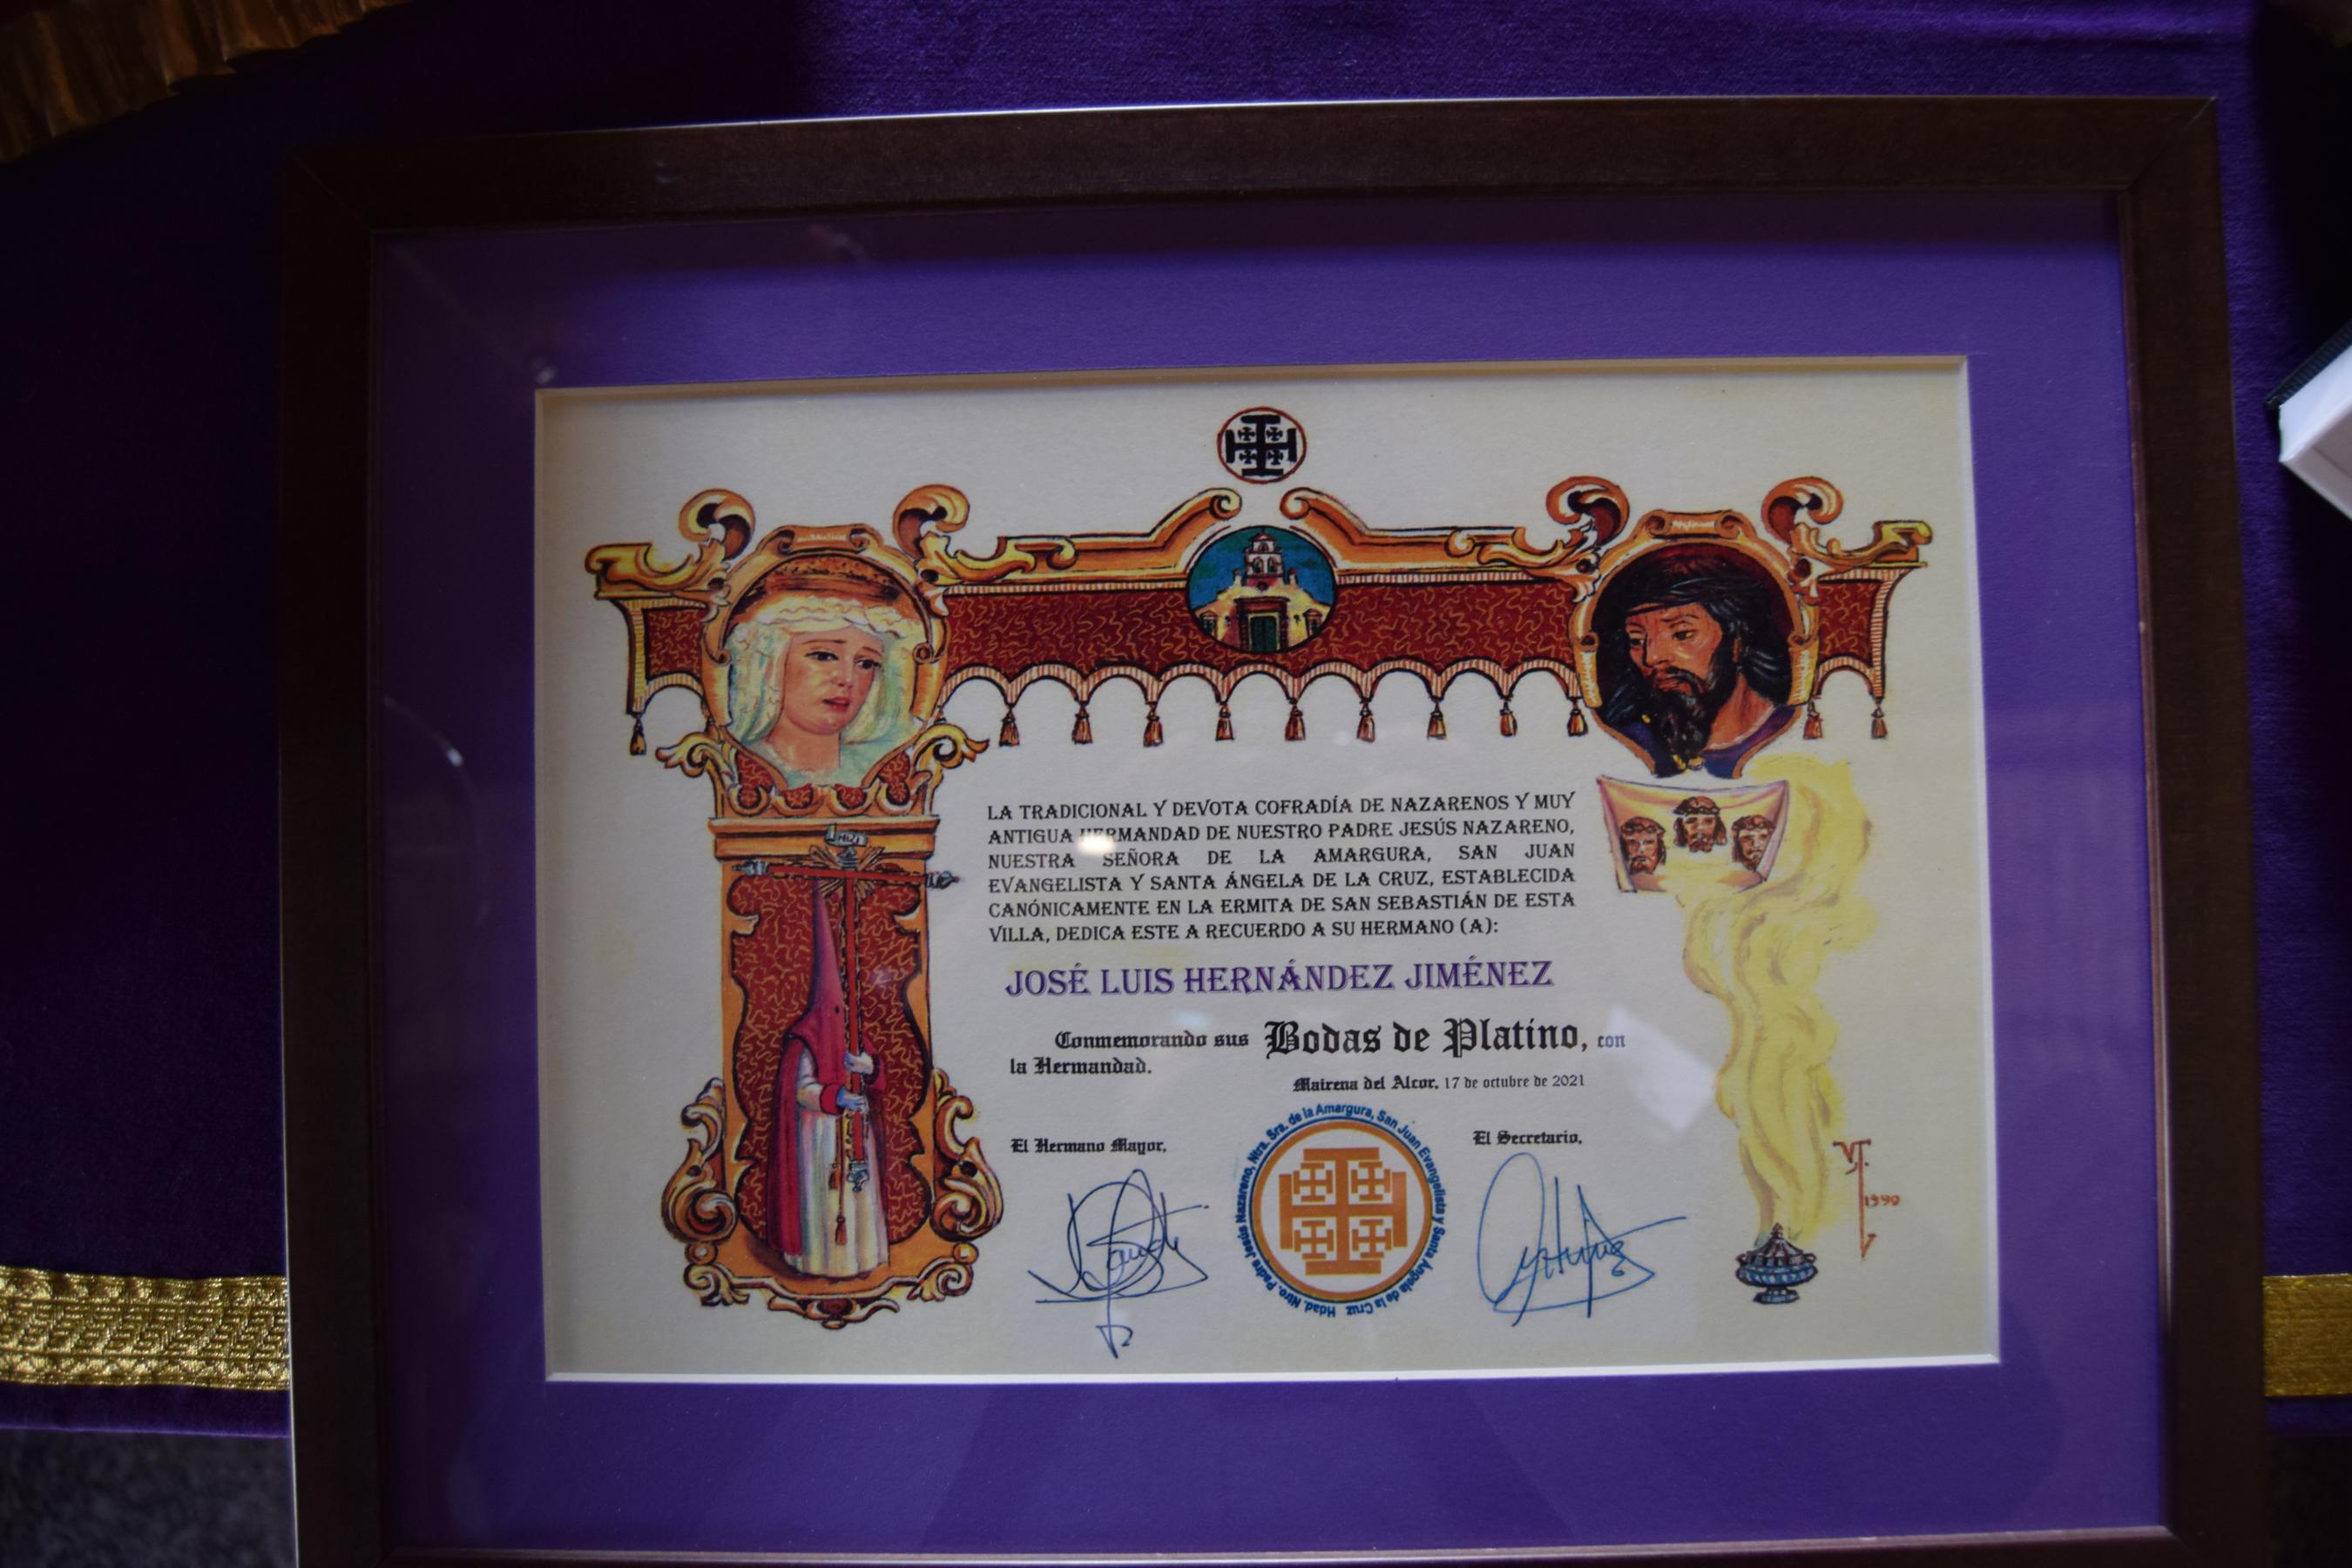 LA TRADICIONAL Y DEVOTA COFRADÍA DE NAZARENOS Y MUY
ANTIGUA HERMANDAD DE NUESTRO PADRE JESÚS NAZARENO,
NUESTRA SEÑORA DE LA AMARGURA, SAN JUAN
EVANGELISTA Y SANTA ÁNGELA DE LA CRUZ, ESTABLECIDA
CANÓNICAMENTE EN LA ERMITA DE SAN SEBASTIÁN DE ESTA
VILLA, DEDICA ESTE A RECUERDO A SU HERMANO (A):
JOSÉ LUIS HERNÁNDEZ JIMÉNEZ
Conmemorando sus Bodas de Platino, con
la Hermandad.
Mairena del Alcor, 17 de octubre de 2021
El Hermano Mayor,
El Secretario,
Hdad. Ntro. Padre Jesús Nazareno, Ntra. Sra. de la Amargura, San Juan Evangelista y Santa Ángela de la Cruz
1990